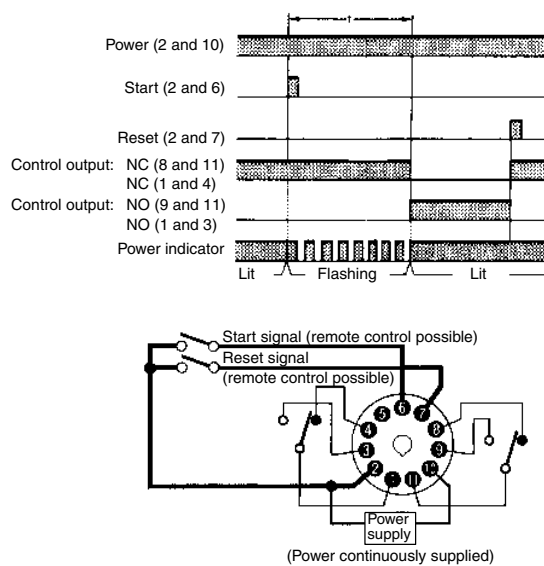 t
Power (2 and 10)
Start (2 and 6)
Reset (2 and 7)
Control output: NC (8 and 11)
NC (1 and 4)
Control output: NO (9 and 11)
NO (1 and 3)
Power indicator
Lit Flashing Lit
Start signal (remote control possible)
Reset signal
(remote control possible)
6
5 7
4 8
3 9
2 10
1 11
Power
supply
(Power continuously supplied)